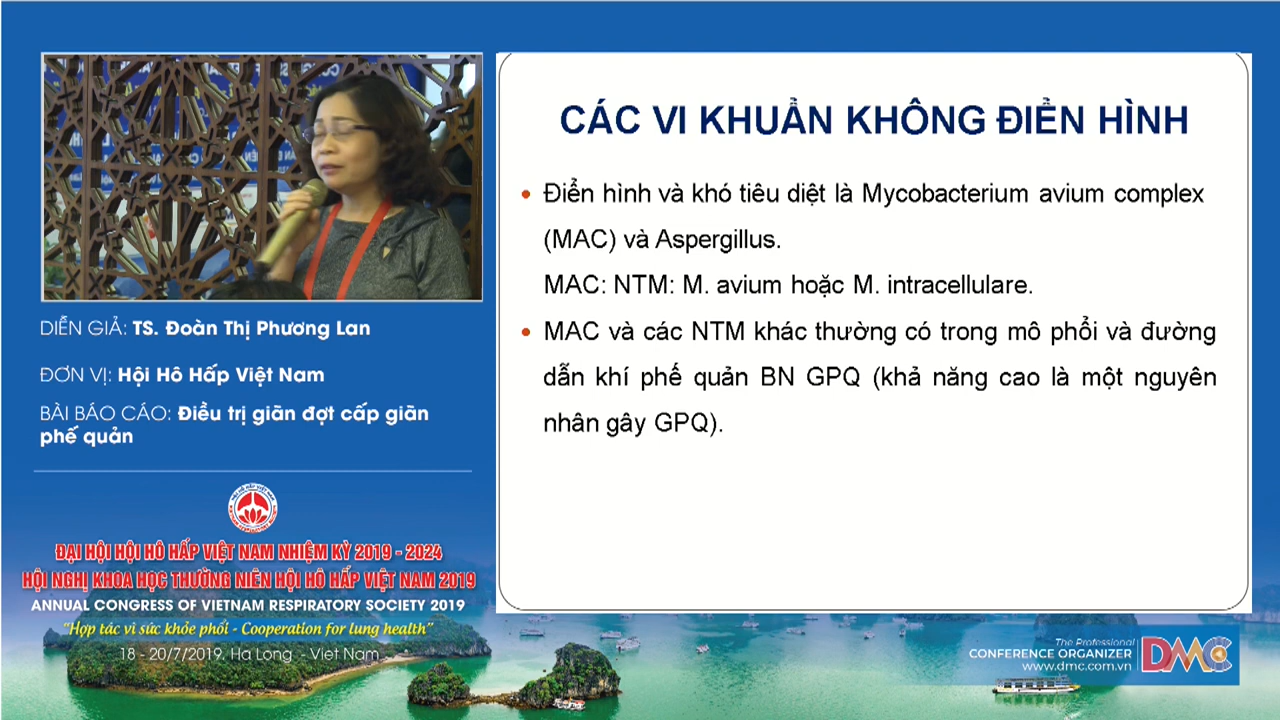 CÁC VI KHUẨN KHÔNG ĐIỂN HÌNH
• Điển hình và khó tiêu diệt là Mycobacterium avium complex
(MAC) và Aspergillus.
MAC: NTM: M. avium hoặc M. intracellulare.
• MAC và các NTM khác thường có trong mô phổi và đường
dẫn khí phế quản BN GPQ (khả năng cao là một nguyên
nhân gây GPQ).
DIỄN GIẢ: TS. Đoàn Thị Phương Lan
ĐƠN VỊ: Hội Hô Hấp Việt Nam
BÀI BÁO CÁO: Điều trị giãn đợt cấp giãn
phế quản
ĐẠI HỘI HỘI HÔ HẤP VIỆT NAM NHIỆM KỲ 2019 - 2024
HỘI NGHỊ KHOA HỌC THƯỜNG NIÊN HỘI HÔ HẤP VIỆT NAM 2019
ANNUAL CONGRESS OF VIETNAM RESPIRATORY SOCIETY 2019
"Hợp tác vì sức khỏe phổi - Cooperation for lung health"
18 - 20/7/2019. Ha Long - Viet Nam
The Professional
CONFERENCE ORGANIZER
www.dmc.com.vn
DMC